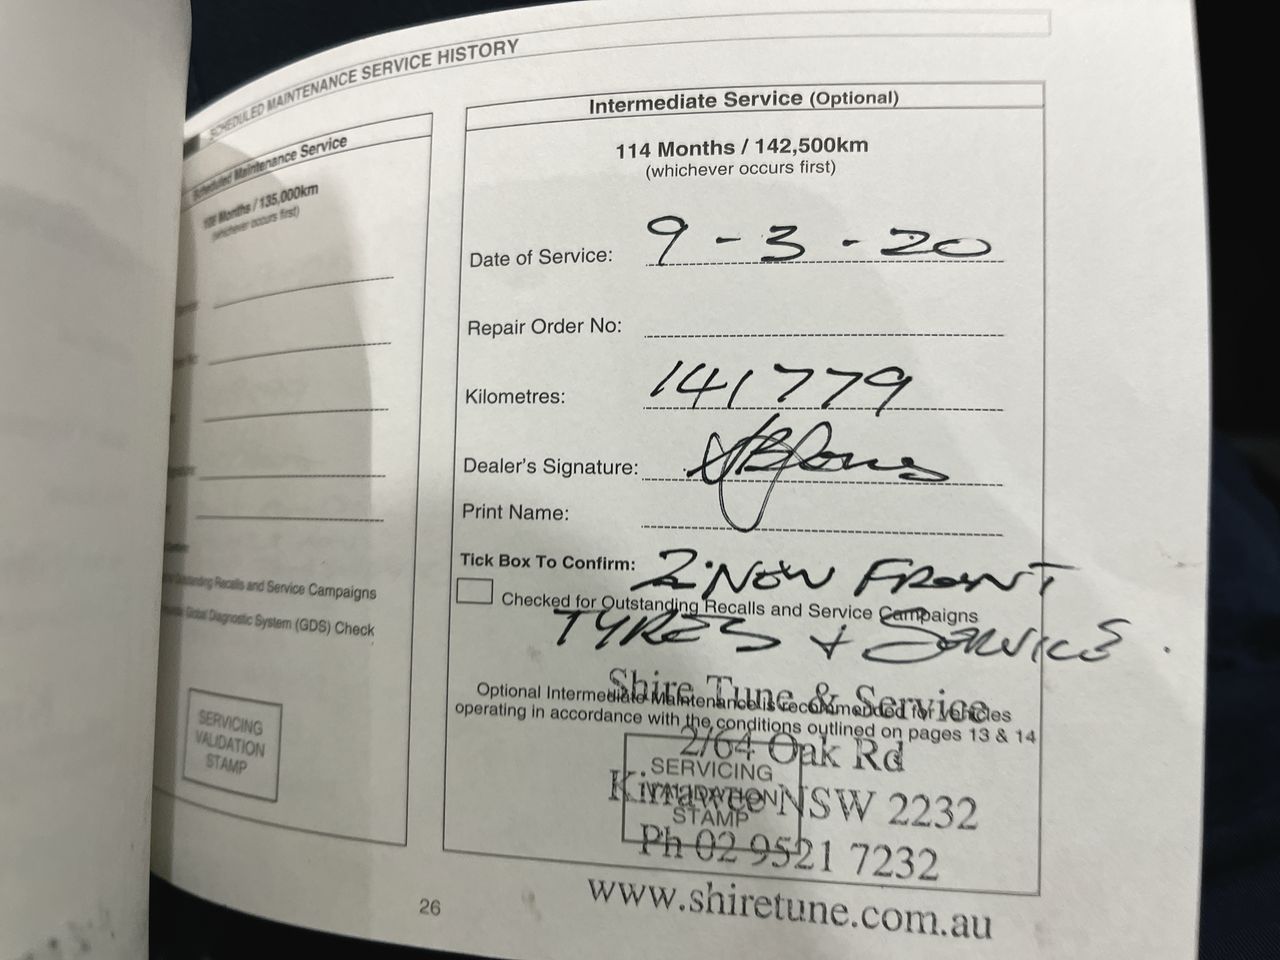 SCHEDULED MAINTENANCE SERVICE HISTORY
Scheduled Maintenance Service
108 Months / 135,000km
(whichever occurs first)
Outstanding Recalls and Service Campaigns
Global Diagnostic System (GDS) Check
SERVICING
VALIDATION
STAMP
Intermediate Service (Optional)
114 Months / 142,500km
(whichever occurs first)
Date of Service: 9-3-20
Repair Order No:
Kilometres: 141779
Dealer's Signature:
Print Name:
Tick Box To Confirm: 2 NEW FRONT
Checked for Outstanding Recalls and Service Campaigns
TYRES + SERVICE.
Shire Tune & Service
Optional Intermediate Maintenance is recommended for vehicles
operating in accordance with the conditions outlined on pages 13 & 14
2/64 Oak Rd
SERVICING
Kirrawee NSW 2232
VALIDATION
STAMP
Ph 02 9521 7232
www.shiretune.com.au
26